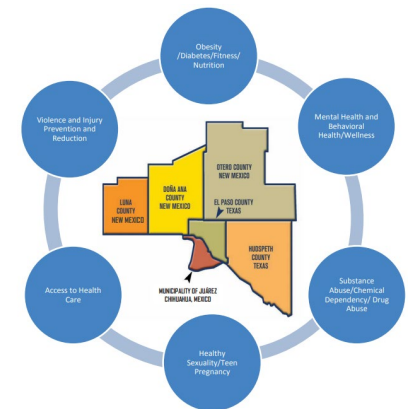 Obesity
/Diabetes/Fitness/
Nutrition
Mental Health and
Behavioral
Health/Wellness
Substance
Abuse/Chemical
Dependency/ Drug
Abuse
Healthy
Sexuality/Teen
Pregnancy
Access to Health
Care
Violence and Injury
Prevention and
Reduction
OTERO COUNTY
NEW MEXICO
DOÑA ANA
COUNTY
NEW MEXICO
LUNA
COUNTY
NEW MEXICO
EL PASO COUNTY
TEXAS
HUDSPETH
COUNTY
TEXAS
MUNICIPALITY OF JUÁREZ
CHIHUAHUA, MEXICO